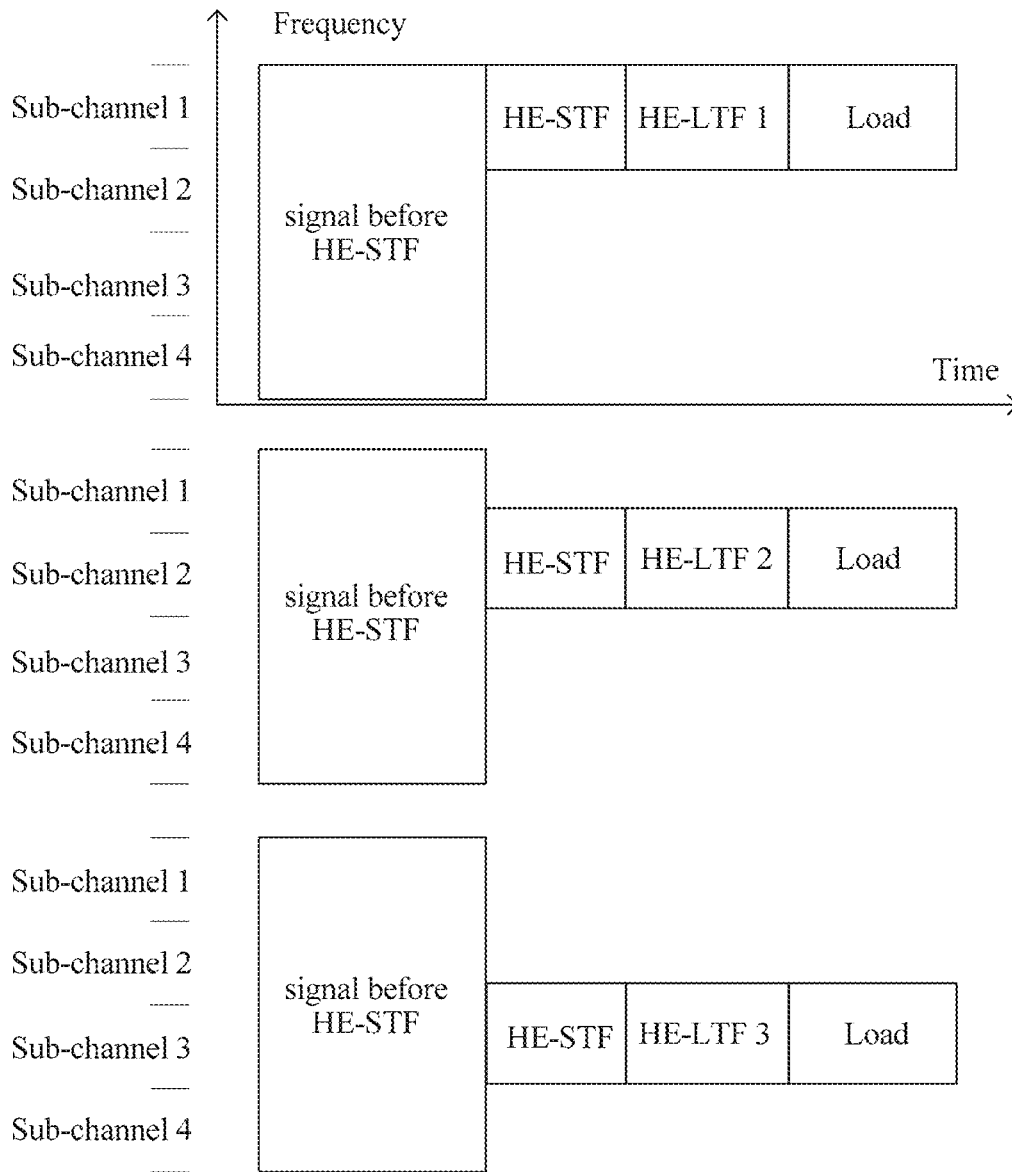 Frequency
Sub-channel 1
HE-STF
HE-LTF 1
Load
Sub-channel 2
signal before
HE-STF
Sub-channel 3
Sub-channel 4
Time
Sub-channel 1
Sub-channel 2
HE-STF
HE-LTF 2
Load
signal before
HE-STF
Sub-channel 3
Sub-channel 4
Sub-channel 1
Sub-channel 2
signal before
HE-STF
Sub-channel 3
HE-STF
HE-LTF 3
Load
Sub-channel 4